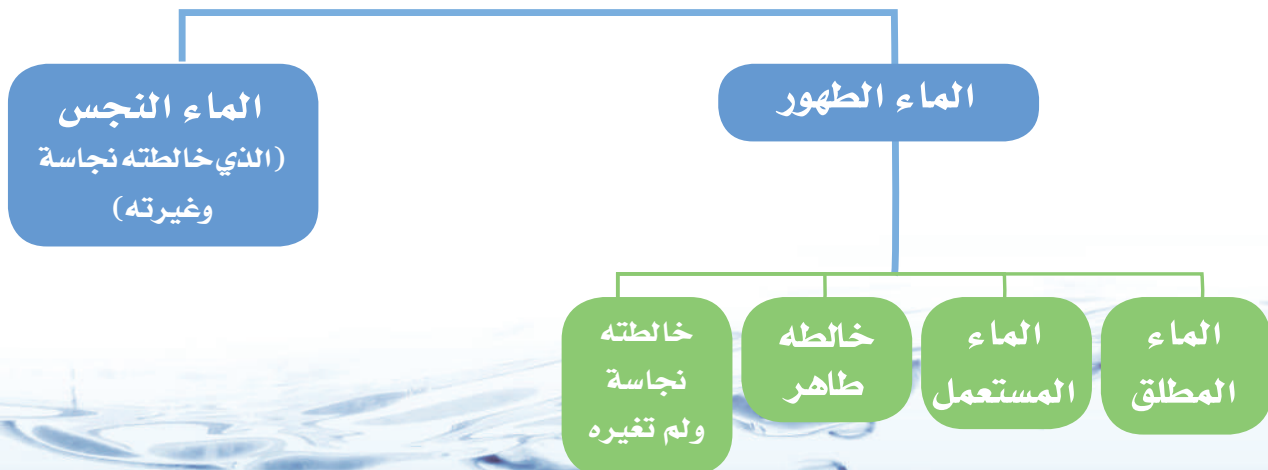 الماء الطهور
الماء النجس
(الذي خالطته نجاسة
وغيرته)
الماء
المطلق
الماء
المستعمل
خالطه
طاهر
خالطته
نجاسة
ولم تغيره